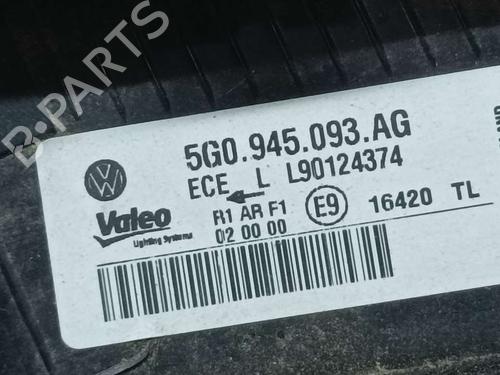 B-PARTS
5G0.945.093.AG
ECE L L90124374
Valeo
Lighting Systems
R1 AR F1
02 00 00
E9
16420 TL